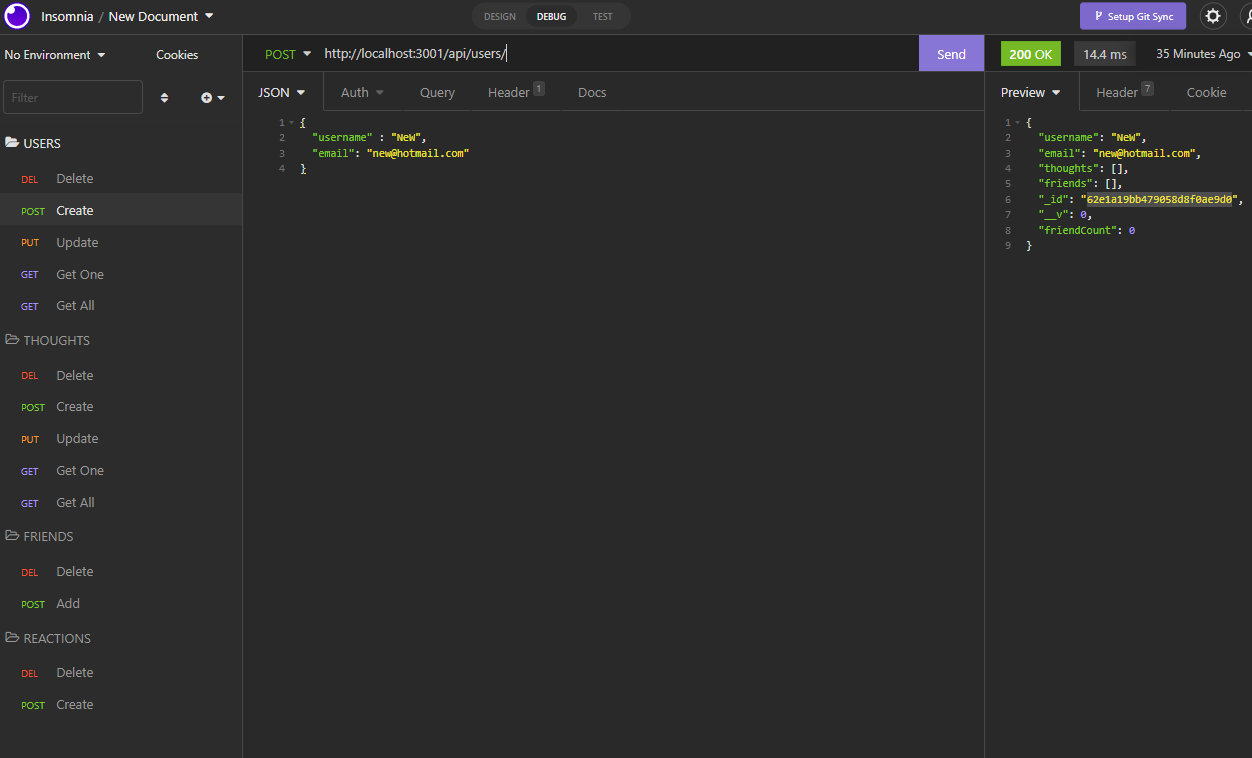 Insomnia / New Document
DESIGN DEBUG TEST
Setup Git Sync
No Environment Cookies
POST http://localhost:3001/api/users/ Send
200 OK 14.4 ms 35 Minutes Ago
Filter
JSON Auth Query Header 1 Docs
Preview Header 7 Cookie
USERS
DEL Delete
POST Create
PUT Update
GET Get One
GET Get All
THOUGHTS
DEL Delete
POST Create
PUT Update
GET Get One
GET Get All
FRIENDS
DEL Delete
POST Add
REACTIONS
DEL Delete
POST Create
1 {
2 "username" : "NeW",
3 "email": "new@hotmail.com"
4 }
1 {
2 "username": "NeW",
3 "email": "new@hotmail.com",
4 "thoughts": [],
5 "friends": [],
6 "_id": "62e1a19bb479058d8f0ae9d0",
7 "__v": 0,
8 "friendCount": 0
9 }